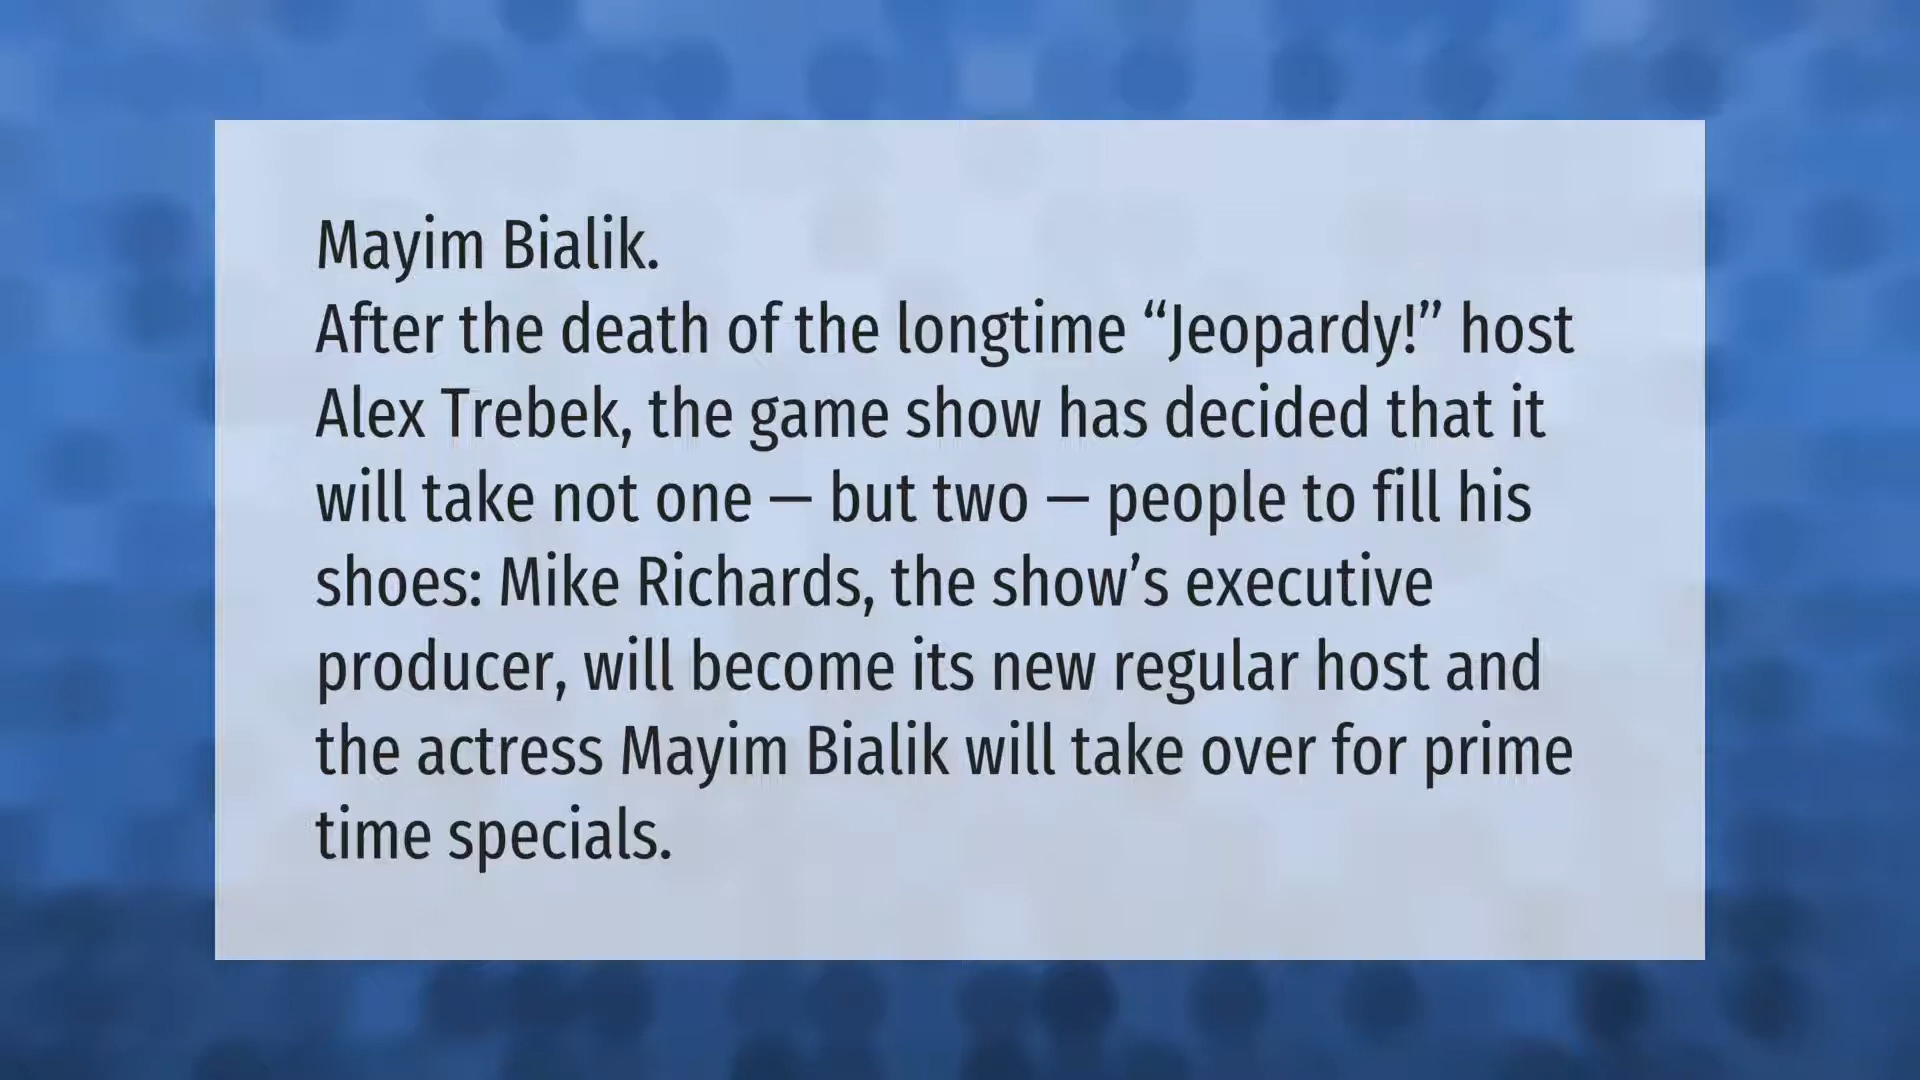 Mayim Bialik.
After the death of the longtime “Jeopardy!” host
Alex Trebek, the game show has decided that it
will take not one — but two — people to fill his
shoes: Mike Richards, the show’s executive
producer, will become its new regular host and
the actress Mayim Bialik will take over for prime
time specials.